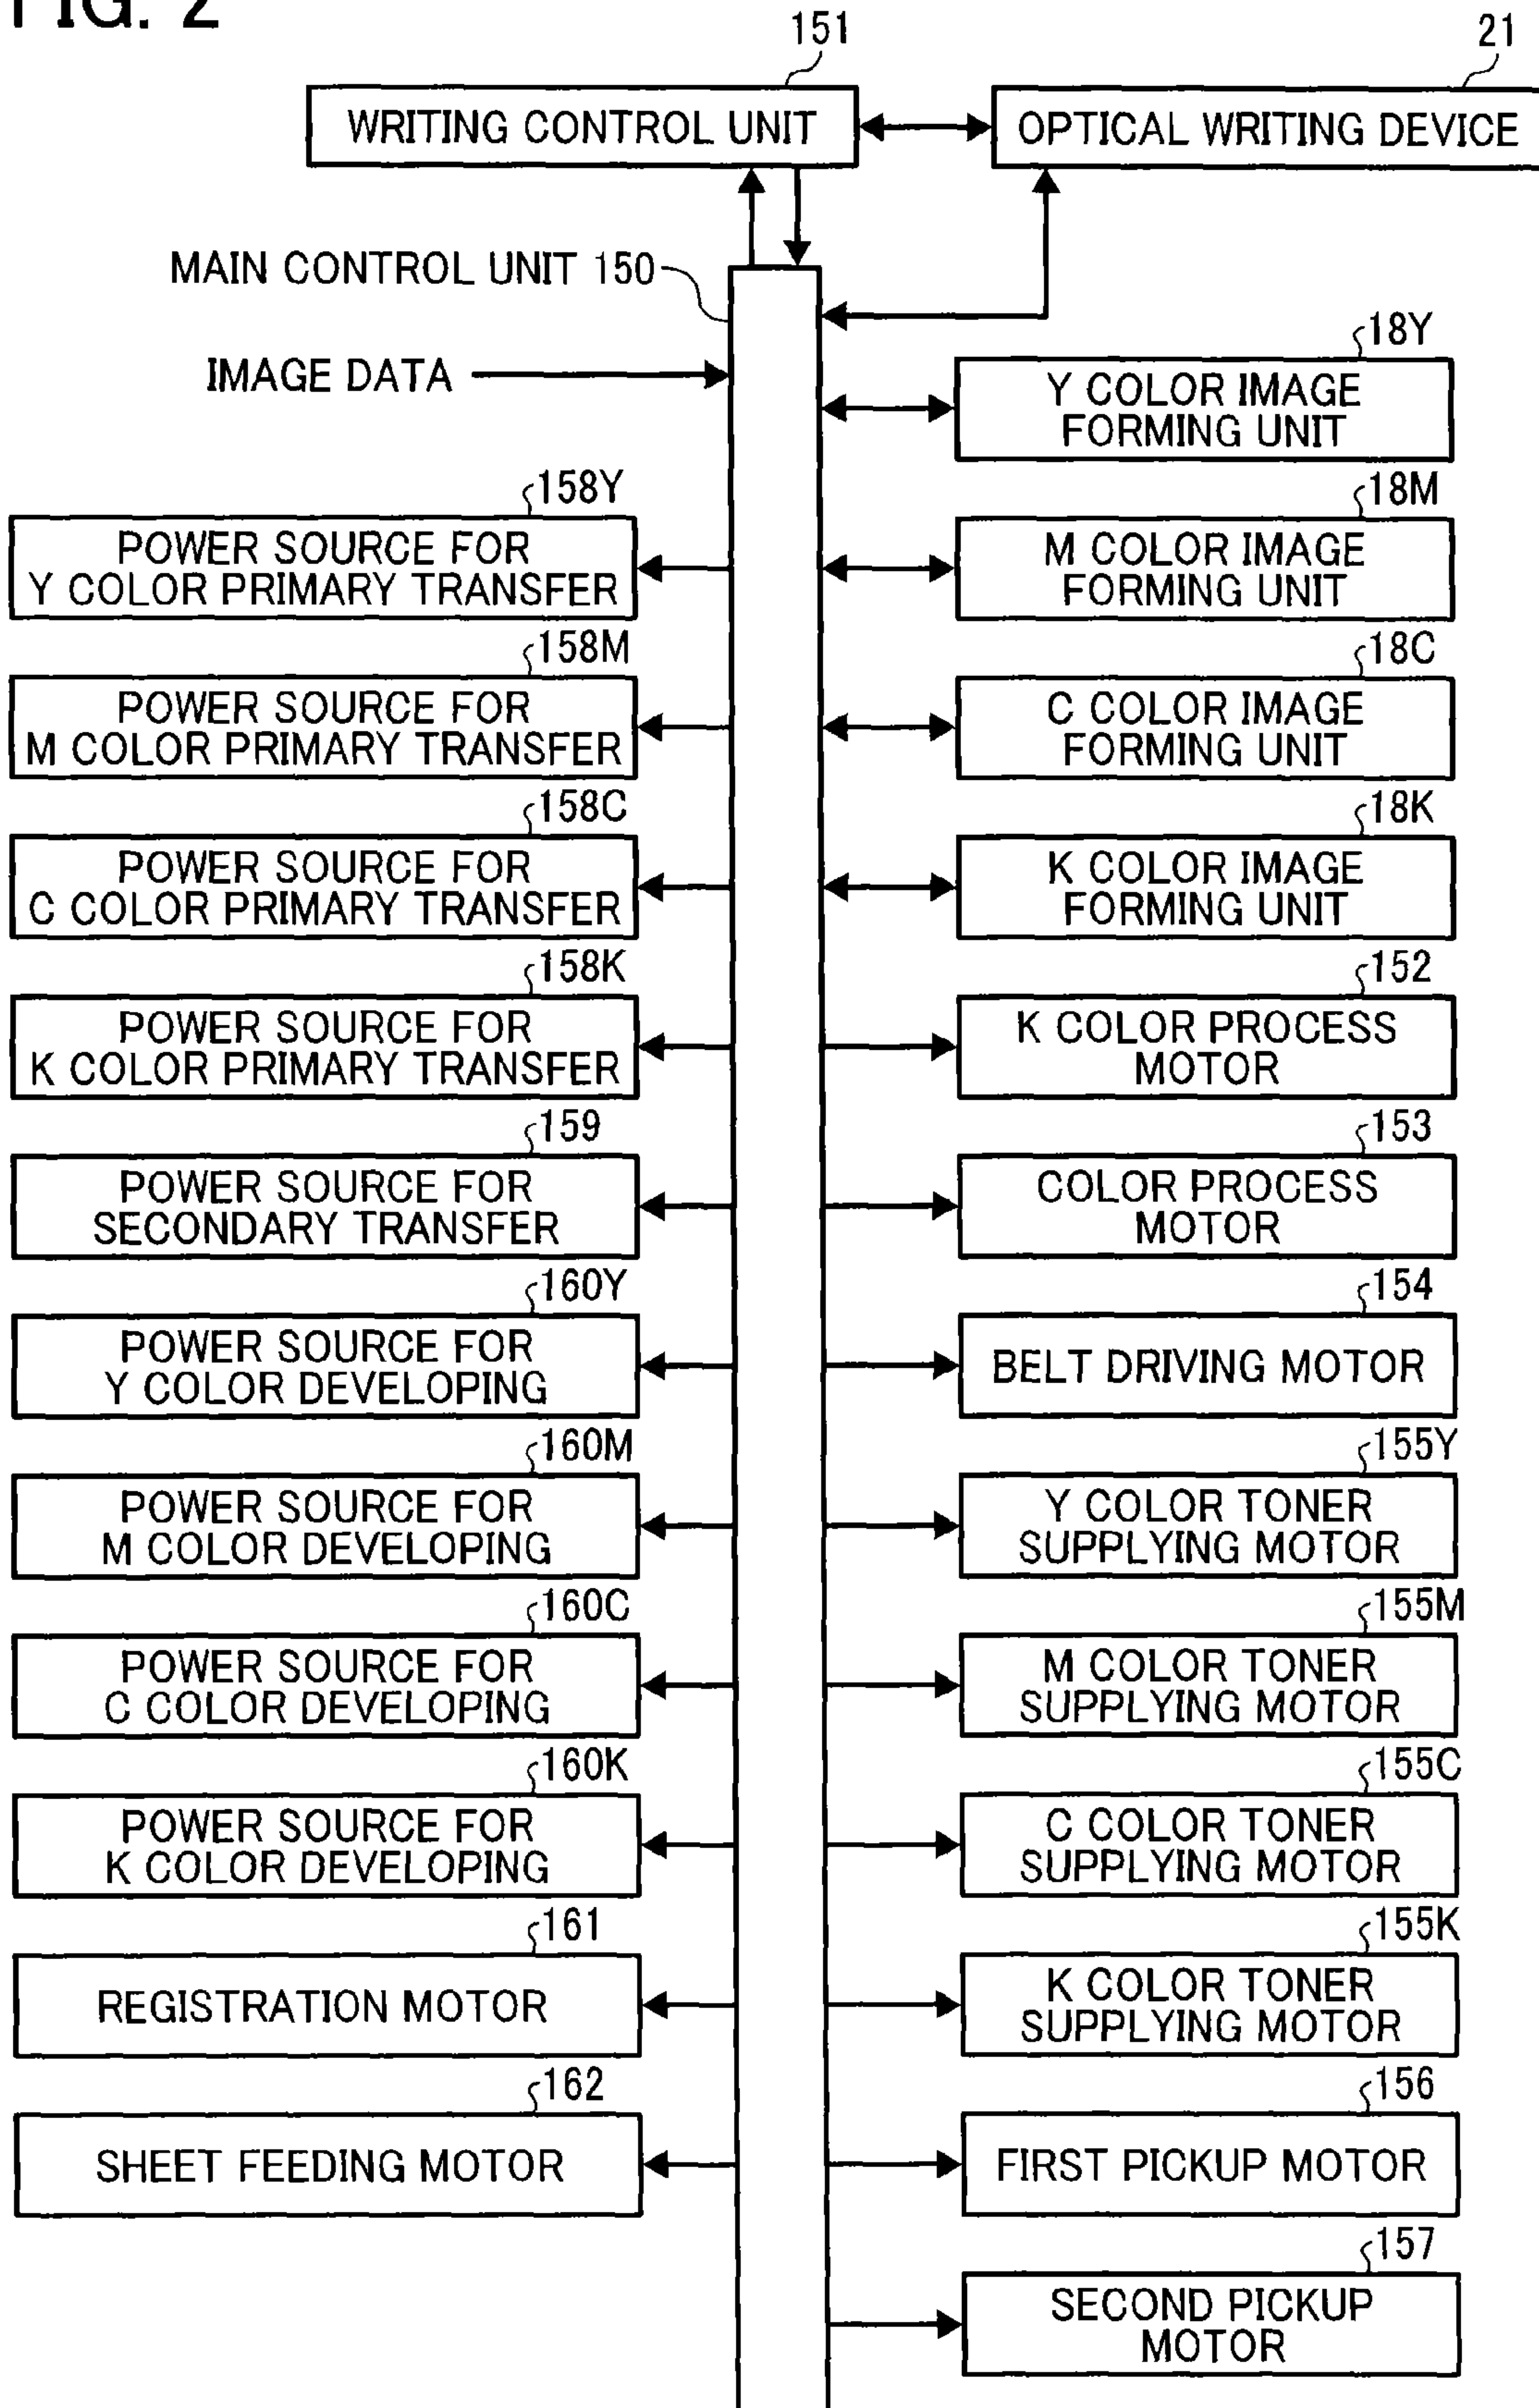 FIG. 2
151
21
WRITING CONTROL UNIT
OPTICAL WRITING DEVICE
MAIN CONTROL UNIT 150
IMAGE DATA
18Y
Y COLOR IMAGE
FORMING UNIT
158Y
POWER SOURCE FOR
Y COLOR PRIMARY TRANSFER
18M
M COLOR IMAGE
FORMING UNIT
158M
POWER SOURCE FOR
M COLOR PRIMARY TRANSFER
18C
C COLOR IMAGE
FORMING UNIT
158C
POWER SOURCE FOR
C COLOR PRIMARY TRANSFER
18K
K COLOR IMAGE
FORMING UNIT
158K
POWER SOURCE FOR
K COLOR PRIMARY TRANSFER
152
K COLOR PROCESS
MOTOR
159
POWER SOURCE FOR
SECONDARY TRANSFER
153
COLOR PROCESS
MOTOR
160Y
POWER SOURCE FOR
Y COLOR DEVELOPING
154
BELT DRIVING MOTOR
160M
POWER SOURCE FOR
M COLOR DEVELOPING
155Y
Y COLOR TONER
SUPPLYING MOTOR
160C
POWER SOURCE FOR
C COLOR DEVELOPING
155M
M COLOR TONER
SUPPLYING MOTOR
160K
POWER SOURCE FOR
K COLOR DEVELOPING
155C
C COLOR TONER
SUPPLYING MOTOR
161
REGISTRATION MOTOR
155K
K COLOR TONER
SUPPLYING MOTOR
162
SHEET FEEDING MOTOR
156
FIRST PICKUP MOTOR
157
SECOND PICKUP
MOTOR